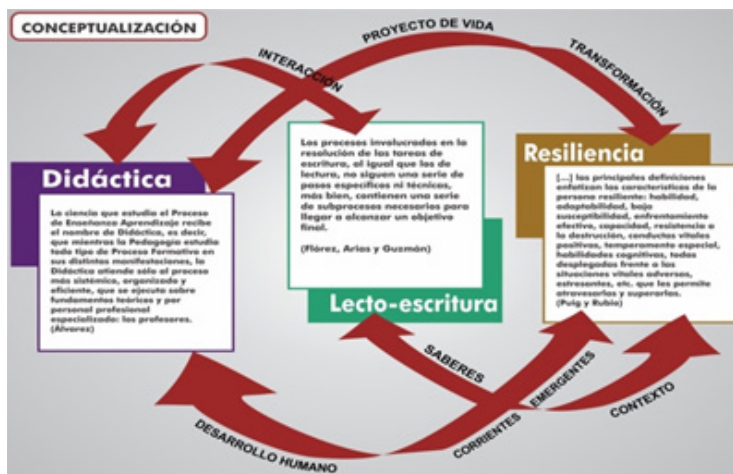 CONCEPTUALIZACIÓN
PROYECTO DE VIDA
INTERACCIÓN
TRANSFORMACIÓN
Didáctica
La ciencia que estudia el Proceso
de Enseñanza Aprendizaje recibe
el nombre de Didáctica, es decir,
que mientras la Pedagogía estudia
todo tipo de Proceso Formativo en
sus distintas manifestaciones, la
Didáctica atiende sólo al proceso
más sistémico, organizado y
eficiente, que se ejecuta sobre
fundamentos teóricos y por
personal profesional
especializado: los profesores.
(Álvarez)
Los procesos involucrados en la
resolución de las tareas de
escritura, al igual que los de
lectura, no siguen una serie de
pasos específicos ni técnicas,
más bien, contienen una serie
de subprocesos necesarios para
llegar a alcanzar un objetivo
final.
(Flórez, Arias y Guzmán)
Lecto-escritura
Resiliencia
[...] las principales definiciones
enfatizan las características de la
persona resiliente: habilidad,
adaptabilidad, baja
susceptibilidad, enfrentamiento
efectivo, capacidad, resistencia a
la destrucción, conductas vitales
positivas, temperamento especial,
habilidades cognitivas, todas
desplegadas frente a las
situaciones vitales adversas,
estresantes, etc. que les permite
atravesarlas y superarlas.
(Puig y Rubio)
SABERES
DESARROLLO HUMANO
CORRIENTES EMERGENTES
CONTEXTO